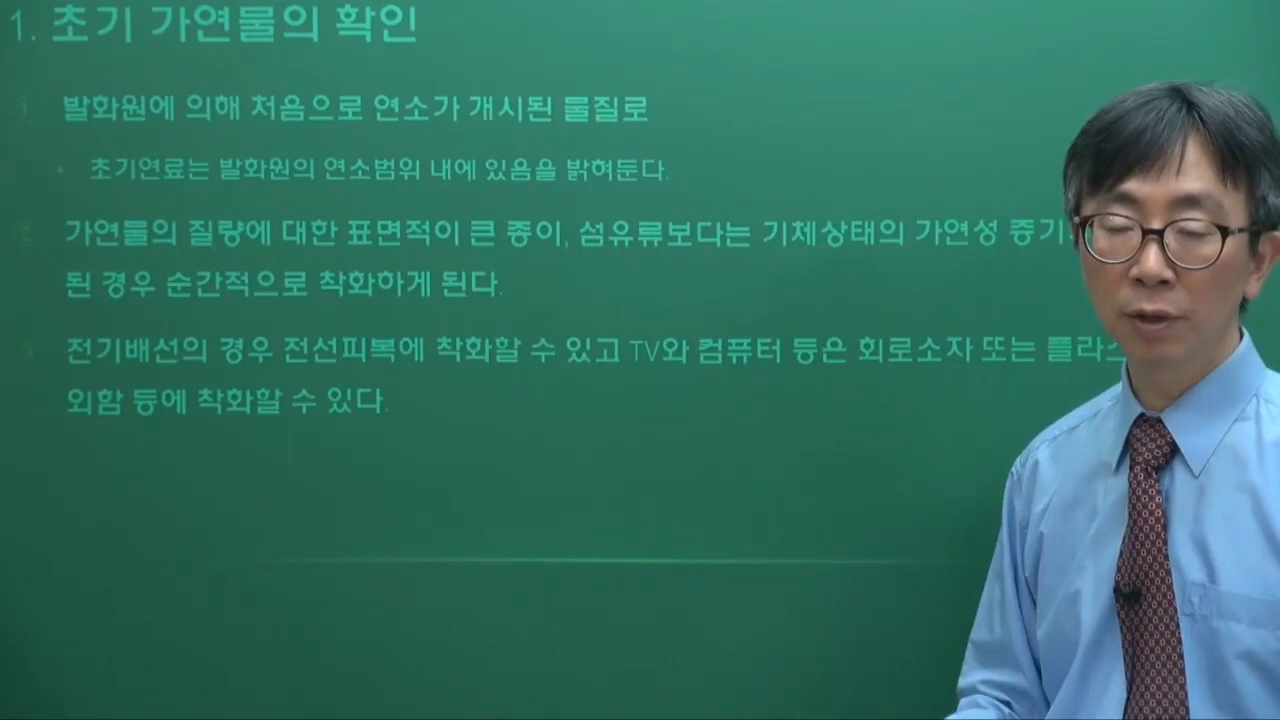 1. 초기 가연물의 확인
1 발화원에 의해 처음으로 연소가 개시된 물질로
• 초기연료는 발화원의 연소범위 내에 있음을 밝혀둔다.
2 가연물의 질량에 대한 표면적이 큰 종이, 섬유류보다는 기체상태의 가연성 증기
된 경우 순간적으로 착화하게 된다.
3 전기배선의 경우 전선피복에 착화할 수 있고 TV와 컴퓨터 등은 회로소자 또는
외함 등에 착화할 수 있다.